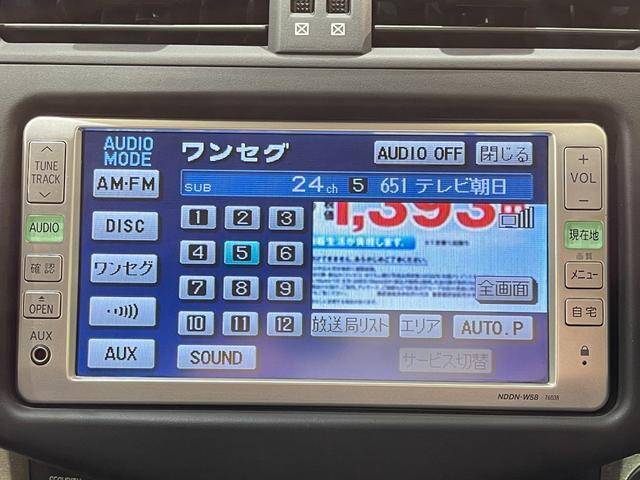 AUDIO MODE
ワンセグ
AUDIO OFF
閉じる
TUNE
TRACK
AUDIO
確認
OPEN
AUX
AM・FM
DISC
ワンセグ
AUX
SUB 24ch 5 651 テレビ朝日
1 2 3
4 5 6
7 8 9
10 11 12
SOUND
1,393
全画面
放送局リスト
エリア
AUTO.P
サービス切替
+
VOL
−
現在地
画質
メニュー
自宅
NDDN-W58
SECURITY